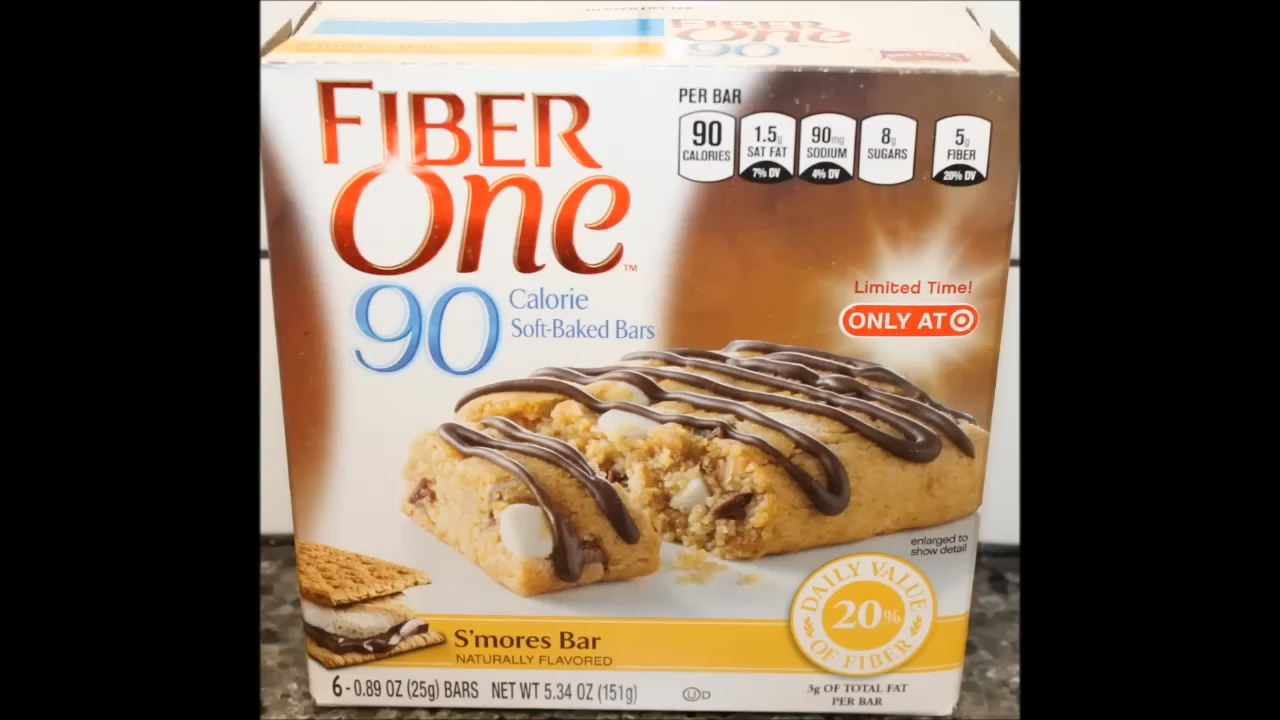 FIBER
One
90
FIBER
One™
90 Calorie
Soft-Baked Bars
PER BAR
90 CALORIES
1.5g SAT FAT 7% DV
90mg SODIUM 4% DV
8g SUGARS
5g FIBER 20% DV
Limited Time!
ONLY AT
enlarged to
show detail
DAILY VALUE
20%
OF FIBER
S'mores Bar
NATURALLY FLAVORED
6 - 0.89 OZ (25g) BARS NET WT 5.34 OZ (151g)
U D
3g OF TOTAL FAT
PER BAR